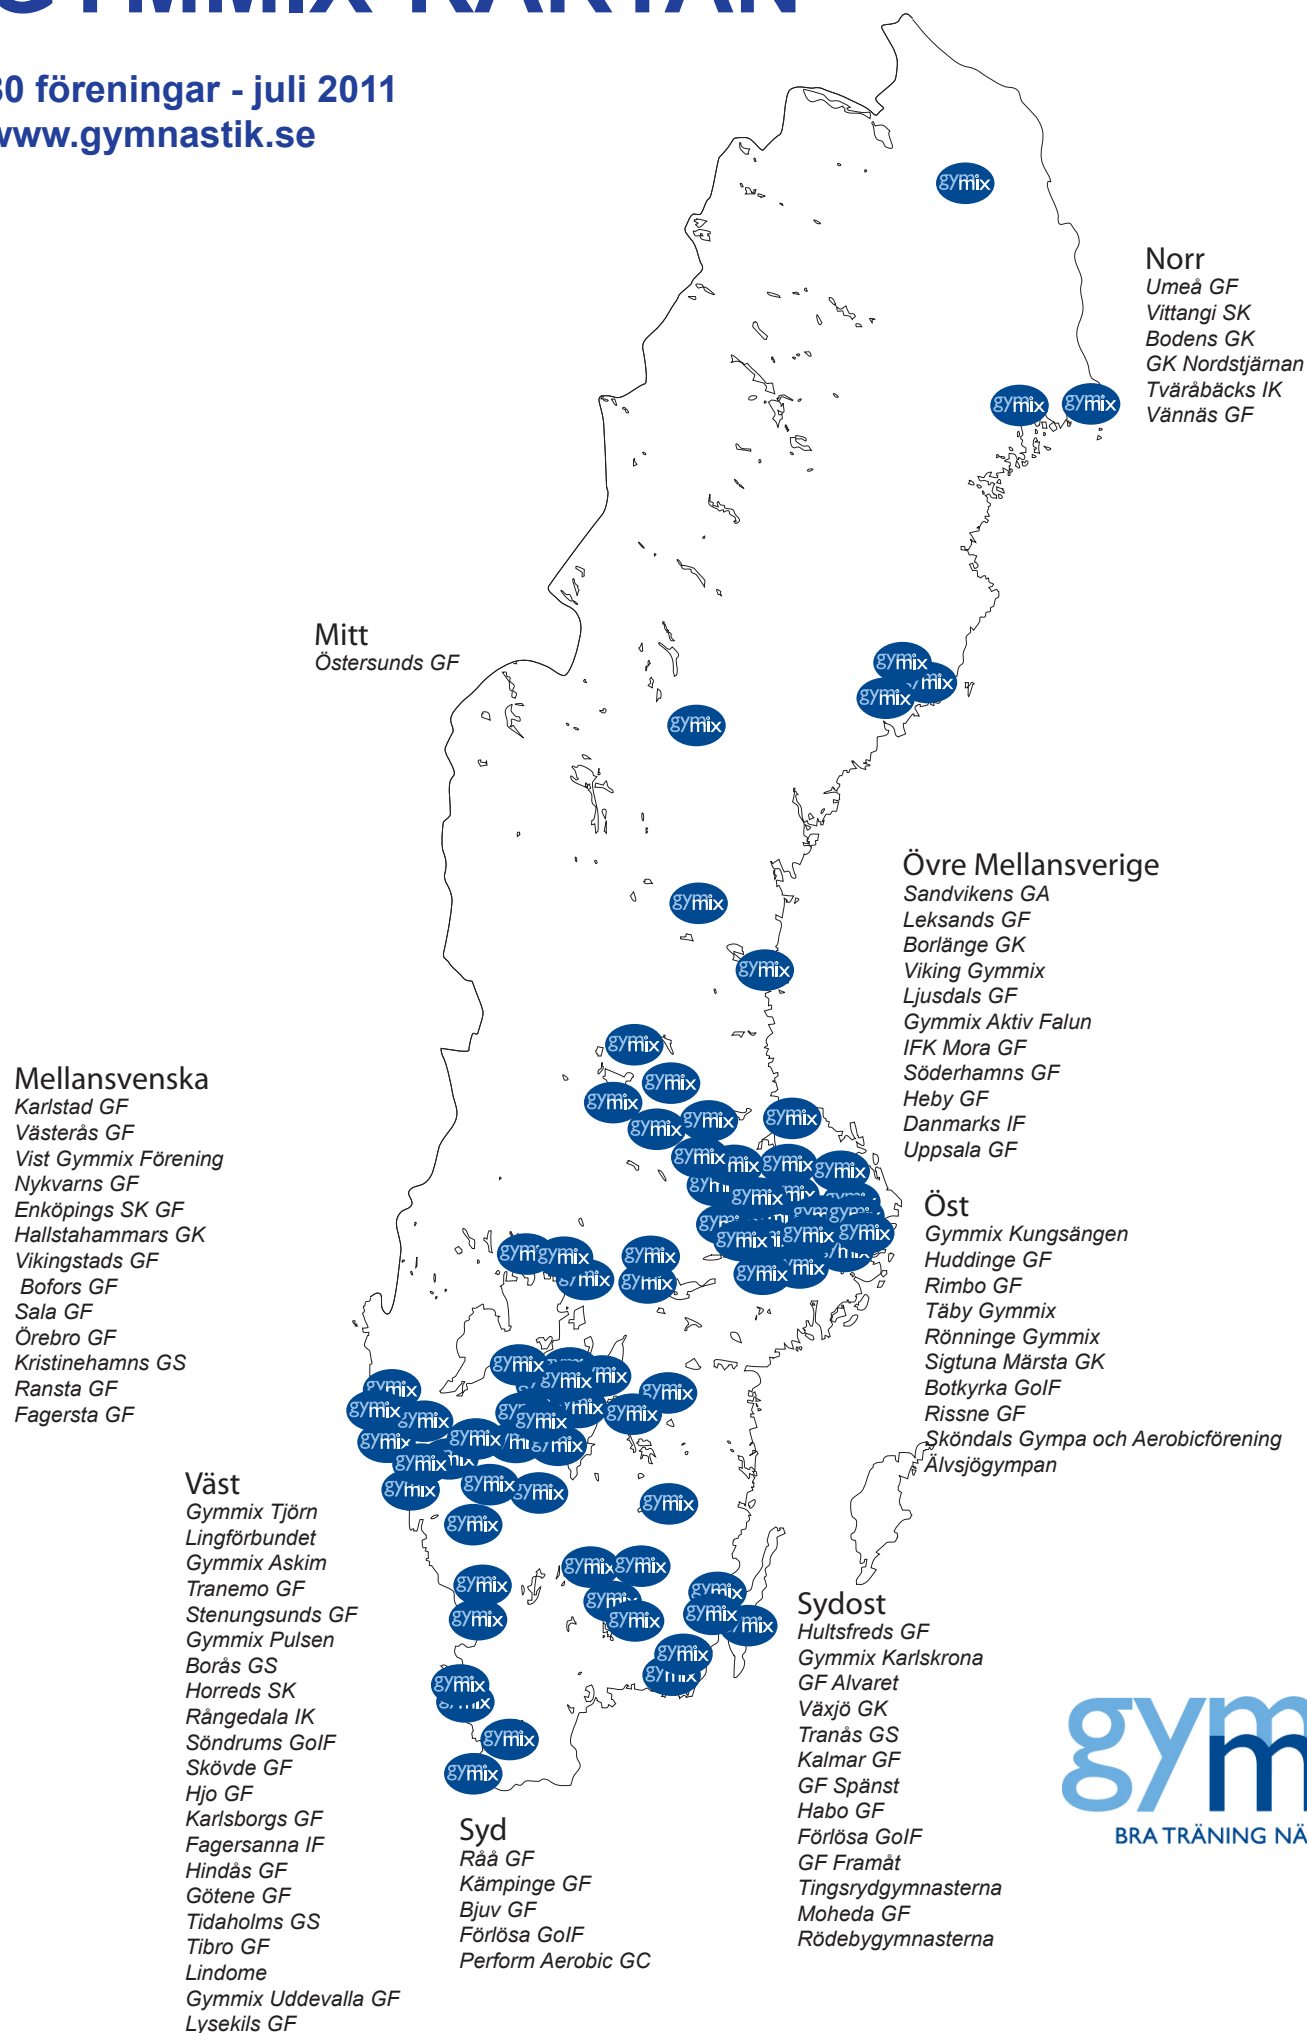 GYMMIX-KARTAN
80 föreningar - juli 2011
www.gymnastik.se
Norr
Umeå GF
Vittangi SK
Bodens GK
GK Nordstjärnan
Tväråbäcks IK
Vännäs GF
Mitt
Östersunds GF
Övre Mellansverige
Sandvikens GA
Leksands GF
Borlänge GK
Viking Gymmix
Ljusdals GF
Gymmix Aktiv Falun
IFK Mora GF
Söderhamns GF
Heby GF
Danmarks IF
Uppsala GF
Mellansvenska
Karlstad GF
Västerås GF
Vist Gymmix Förening
Nykvarns GF
Enköpings SK GF
Hallstahammars GK
Vikingstads GF
Bofors GF
Sala GF
Örebro GF
Kristinehamns GS
Ransta GF
Fagersta GF
Öst
Gymmix Kungsängen
Huddinge GF
Rimbo GF
Täby Gymmix
Rönninge Gymmix
Sigtuna Märsta GK
Botkyrka GoIF
Rissne GF
Sköndals Gympa och Aerobicförening
Älvsjögympan
Väst
Gymmix Tjörn
Lingförbundet
Gymmix Askim
Tranemo GF
Stenungsunds GF
Gymmix Pulsen
Borås GS
Horreds SK
Rångedala IK
Söndrums GoIF
Skövde GF
Hjo GF
Karlsborgs GF
Fagersanna IF
Hindås GF
Götene GF
Tidaholms GS
Tibro GF
Lindome
Gymmix Uddevalla GF
Lysekils GF
Sydost
Hultsfreds GF
Gymmix Karlskrona
GF Alvaret
Växjö GK
Tranås GS
Kalmar GF
GF Spänst
Habo GF
Förlösa GoIF
GF Framåt
Tingsrydgymnasterna
Moheda GF
Rödebygymnasterna
Syd
Råå GF
Kämpinge GF
Bjuv GF
Förlösa GoIF
Perform Aerobic GC
gym
BRA TRÄNING NÄ